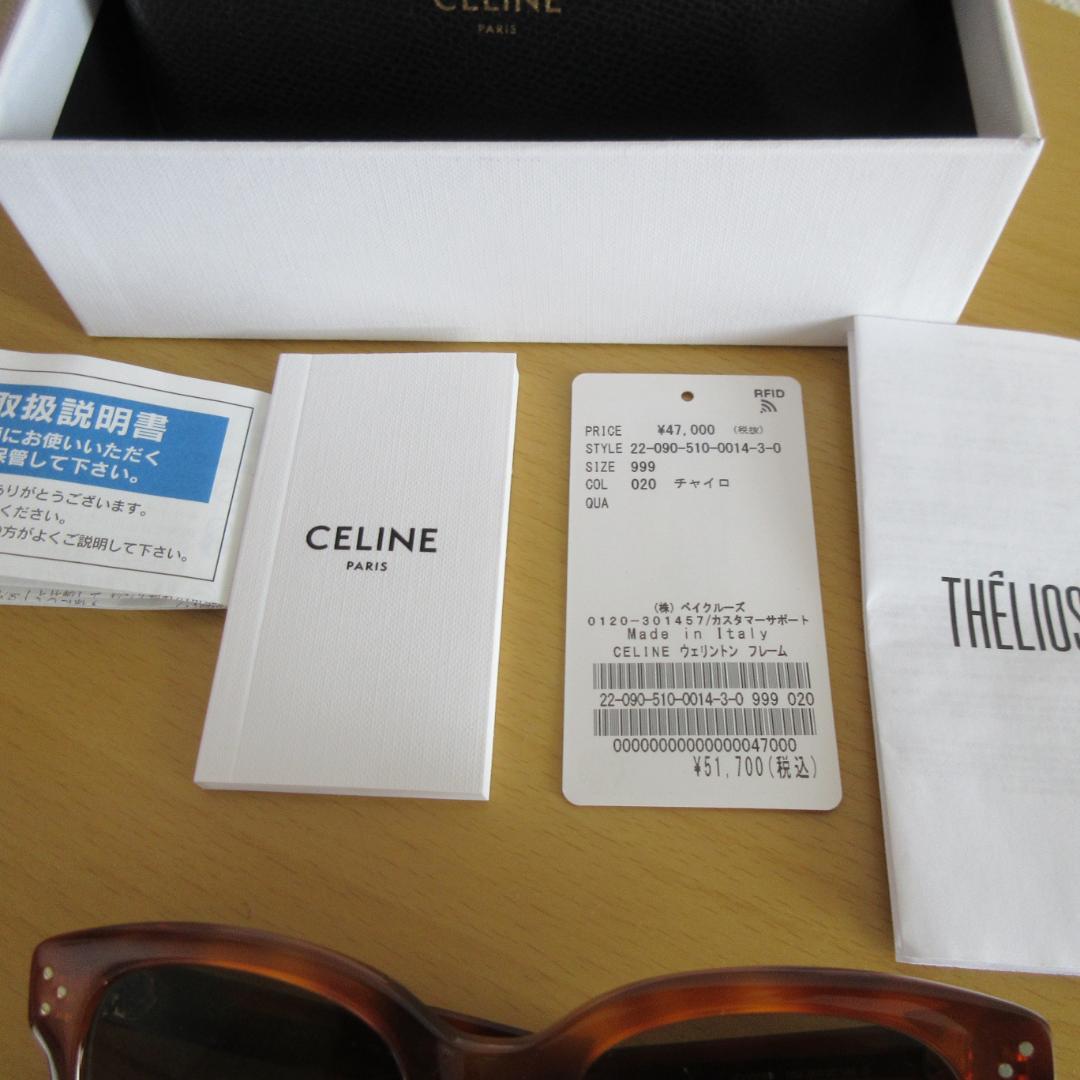 CELINE
PARIS
取扱説明書
にお使いいただく
保管して下さい。
ありがとうございます。
ください。
方がよくご説明して下さい。
CELINE
PARIS
RFID
PRICE ¥47,000 (税抜)
STYLE 22-090-510-0014-3-0
SIZE 999
COL 020 チャイロ
QUA
(株) ベイクルーズ
0120-301457/カスタマーサポート
Made in Italy
CELINE ウェリントン フレーム
22-090-510-0014-3-0 999 020
00000000000000047000
¥51,700(税込)
THÉLIOS